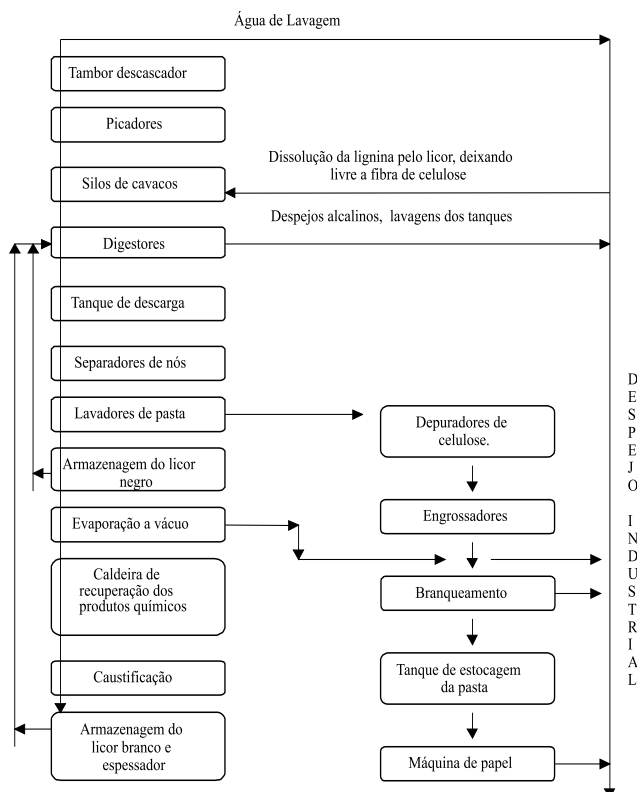 Água de Lavagem
Tambor descascador
Picadores
Dissolução da lignina pelo licor, deixando
livre a fibra de celulose
Silos de cavacos
Despejos alcalinos, lavagens dos tanques
Digestores
Tanque de descarga
Separadores de nós
Lavadores de pasta
Armazenagem do licor
negro
Evaporação a vácuo
Caldeira de
recuperação dos
produtos químicos
Caustificação
Armazenagem do
licor branco e
espessador
Depuradores de
celulose.
Engrossadores
Branqueamento
Tanque de estocagem
da pasta
Máquina de papel
DESPEJO INDUSTRIAL